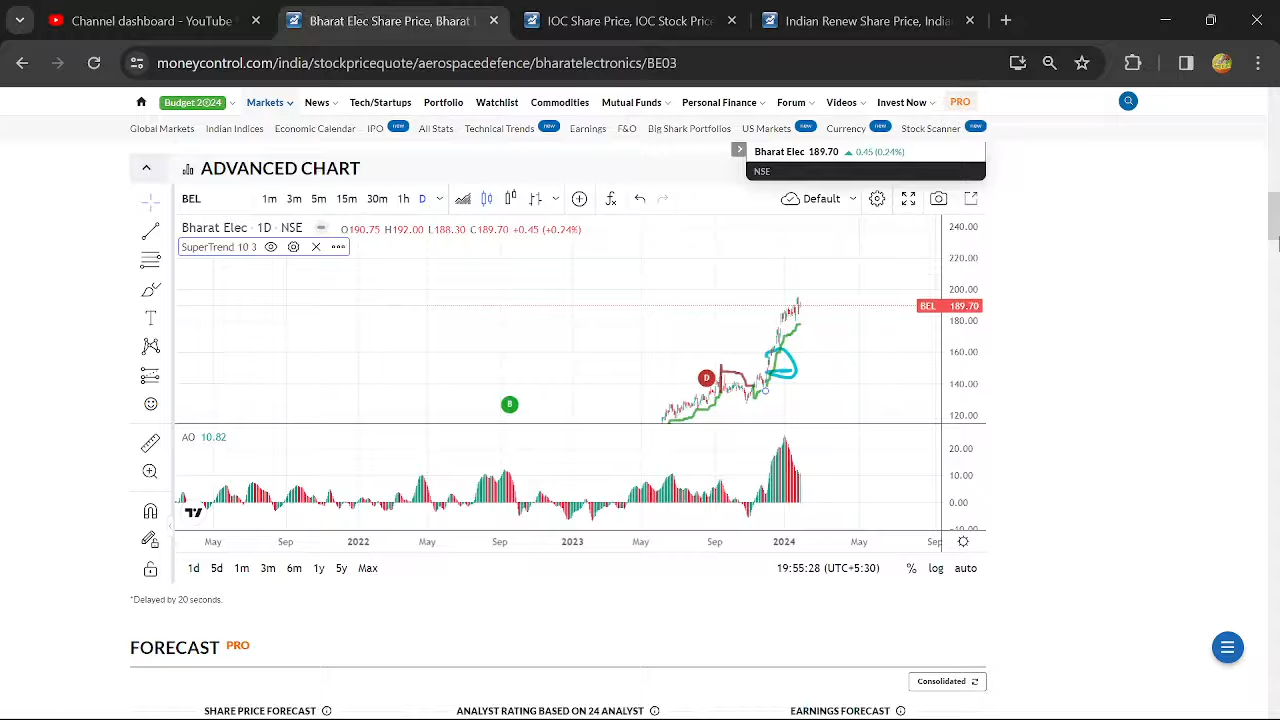 Channel dashboard - YouTube
Bharat Elec Share Price, Bharat
IOC Share Price, IOC Stock Price
Indian Renew Share Price, India
moneycontrol.com/india/stockpricequote/aerospacedefence/bharatelectronics/BE03
Budget 2024 Markets News Tech/Startups Portfolio Watchlist Commodities Mutual Funds Personal Finance Forum Videos Invest Now PRO
Global Markets Indian Indices Economic Calendar IPO new All Stats Technical Trends new Earnings F&O Big Shark Portfolios US Markets new Currency new Stock Scanner new
Bharat Elec 189.70 0.45 (0.24%)
NSE
ADVANCED CHART
BEL 1m 3m 5m 15m 30m 1h D Default
Bharat Elec · 1D · NSE O190.75 H192.00 L188.30 C189.70 +0.45 (+0.24%)
SuperTrend 10 3
240.00
220.00
200.00
BEL 189.70
180.00
160.00
D
140.00
B
120.00
AO 10.82
20.00
10.00
0.00
-10.00
May Sep 2022 May Sep 2023 May Sep 2024 May Sep
1d 5d 1m 3m 6m 1y 5y Max 19:55:28 (UTC+5:30) % log auto
*Delayed by 20 seconds.
FORECAST PRO
Consolidated
SHARE PRICE FORECAST ANALYST RATING BASED ON 24 ANALYST EARNINGS FORECAST